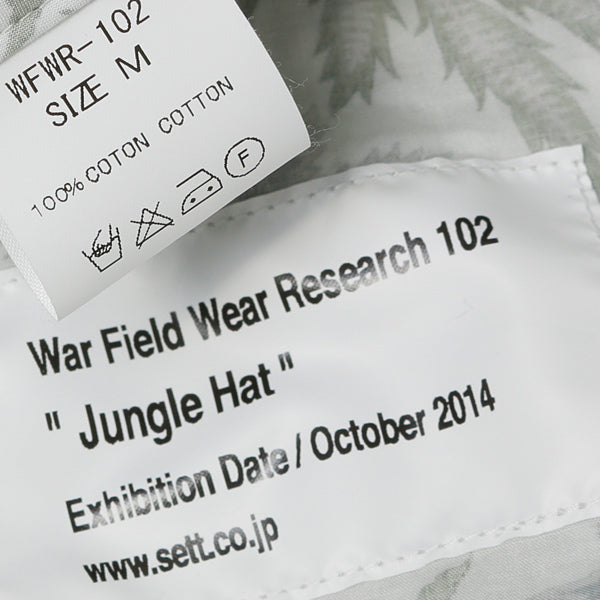 WFWR-102
SIZE M
100% COTON COTTON
F
War Field Wear Research 102
" Jungle Hat "
Exhibition Date / October 2014
www.sett.co.jp